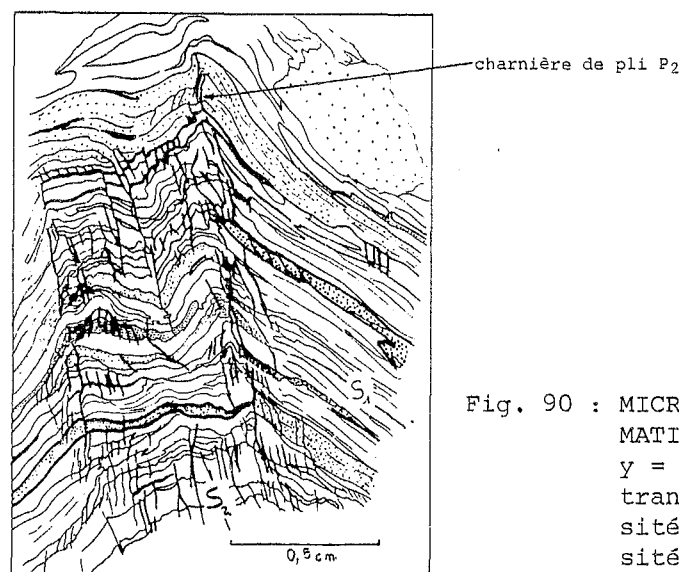 charnière de pli P2
S1
S2
0,5 cm
Fig. 90 : MICR
MATI
y =
tran
sité
sité